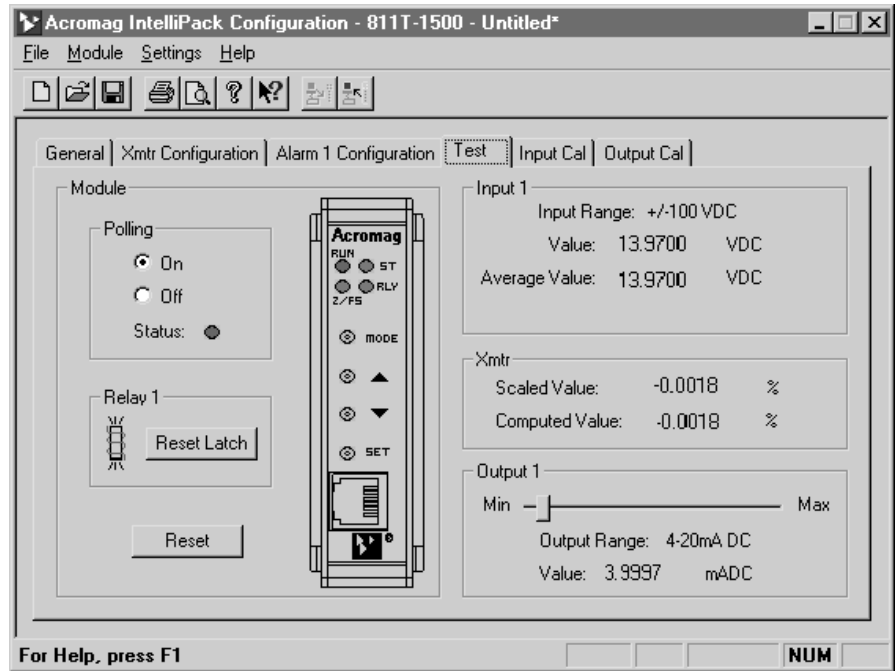 Acromag IntelliPack Configuration - 811T-1500 - Untitled*
File Module Settings Help
General Xmtr Configuration Alarm 1 Configuration Test Input Cal Output Cal
Module
Polling
On
Off
Status:
Relay 1
Reset Latch
Reset
Acromag
RUN
ST
RLY
Z/FS
MODE
SET
®
Input 1
Input Range: +/-100 VDC
Value: 13.9700 VDC
Average Value: 13.9700 VDC
Xmtr
Scaled Value: -0.0018 %
Computed Value: -0.0018 %
Output 1
Min Max
Output Range: 4-20mA DC
Value: 3.9997 mADC
For Help, press F1 NUM